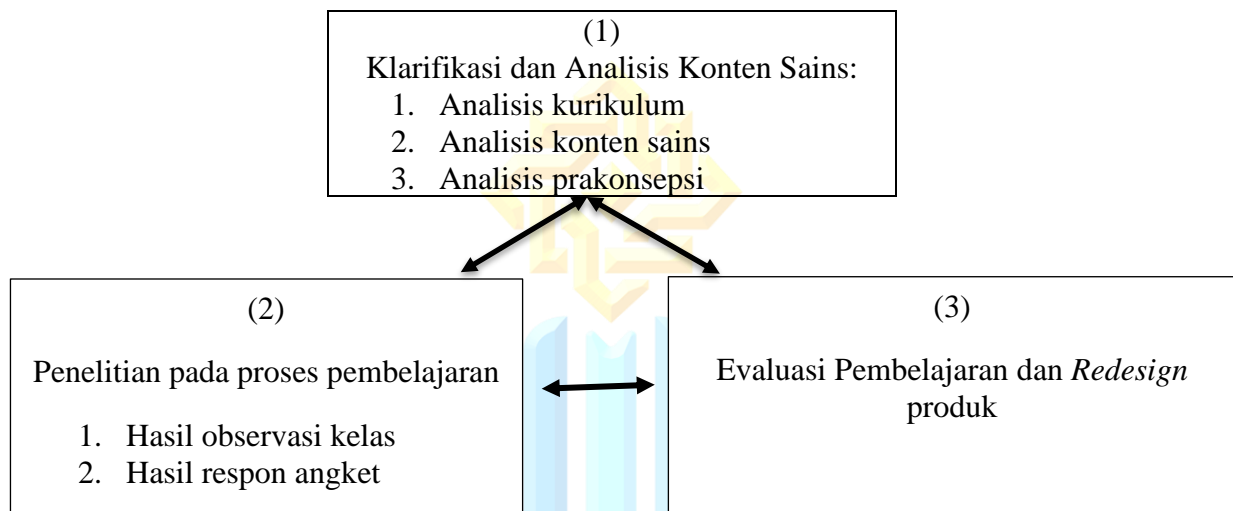 (1)
Klarifikasi dan Analisis Konten Sains:
1. Analisis kurikulum
2. Analisis konten sains
3. Analisis prakonsepsi
(2)
Penelitian pada proses pembelajaran
1. Hasil observasi kelas
2. Hasil respon angket
(3)
Evaluasi Pembelajaran dan Redesign
produk